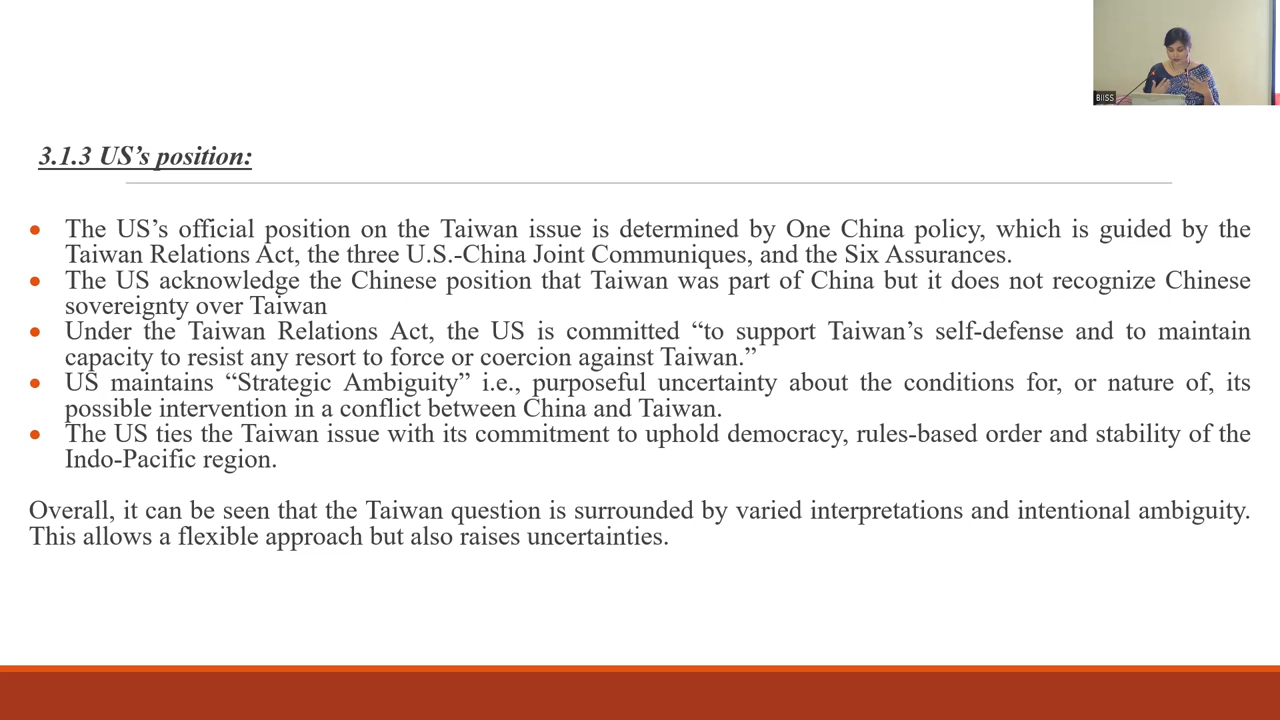 BIISS
3.1.3 US’s position:
The US’s official position on the Taiwan issue is determined by One China policy, which is guided by the
Taiwan Relations Act, the three U.S.-China Joint Communiques, and the Six Assurances.
The US acknowledge the Chinese position that Taiwan was part of China but it does not recognize Chinese
sovereignty over Taiwan
Under the Taiwan Relations Act, the US is committed “to support Taiwan’s self-defense and to maintain
capacity to resist any resort to force or coercion against Taiwan.”
US maintains “Strategic Ambiguity” i.e., purposeful uncertainty about the conditions for, or nature of, its
possible intervention in a conflict between China and Taiwan.
The US ties the Taiwan issue with its commitment to uphold democracy, rules-based order and stability of the
Indo-Pacific region.
Overall, it can be seen that the Taiwan question is surrounded by varied interpretations and intentional ambiguity.
This allows a flexible approach but also raises uncertainties.